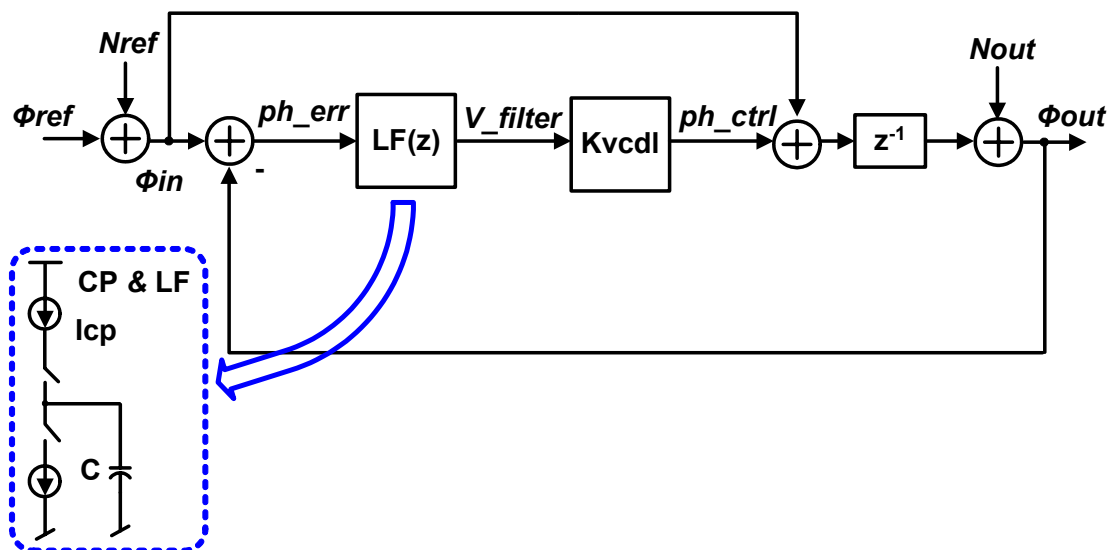 Nref
Φref
Φin
-
ph_err
LF(z)
V_filter
Kvcdl
ph_ctrl
z⁻¹
Nout
Φout
CP & LF
Icp
C